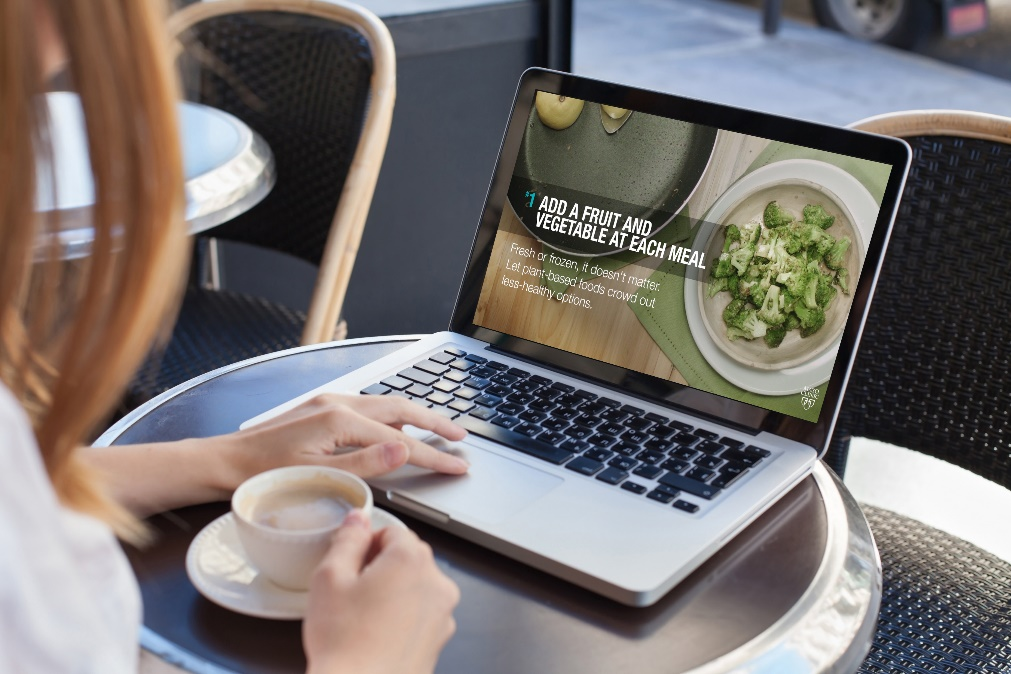 #1 ADD A FRUIT AND
VEGETABLE AT EACH MEAL
Fresh or frozen, it doesn't matter.
Let plant-based foods crowd out
less-healthy options.